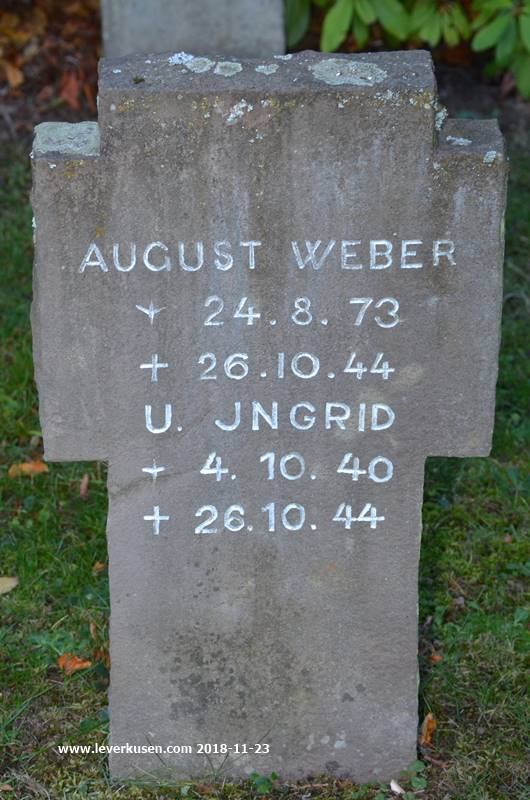 AUGUST WEBER
* 24.8.73
+ 26.10.44
U. JNGRID
* 4.10.40
+ 26.10.44
www.leverkusen.com 2018-11-23